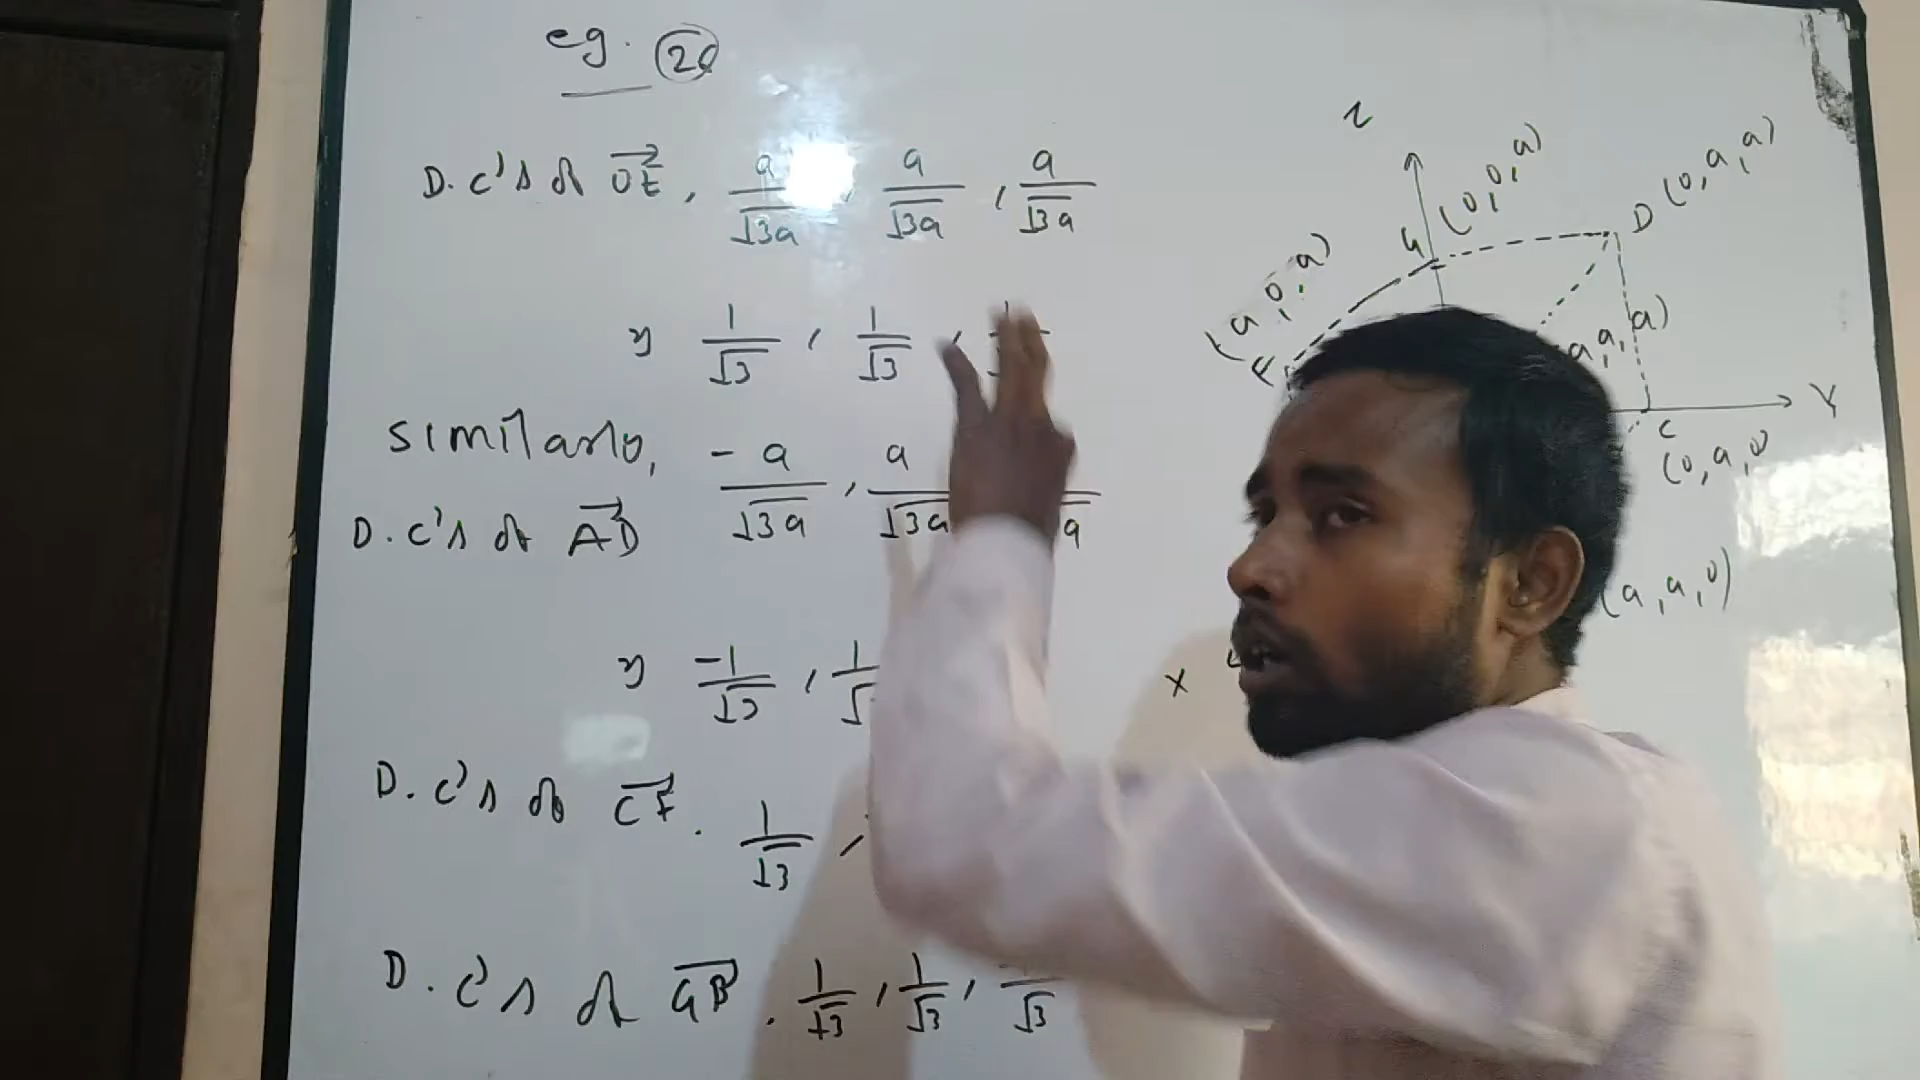 eg. 26
D.C's of OE, a/√3a, a/√3a, a/√3a
1/√3, 1/√3,
Similarly,
D.C's of AD -a/√3a, a/√3a
-1/√3, 1/√
D.C's of CF. 1/√3,
D.C's of GB. 1/√3, 1/√3, /√3
Z
G (0,0,a)
D (0,a,a)
(a,0,a)
F
a,a,a)
Y
C
(0,a,0)
(a,a,0)
X